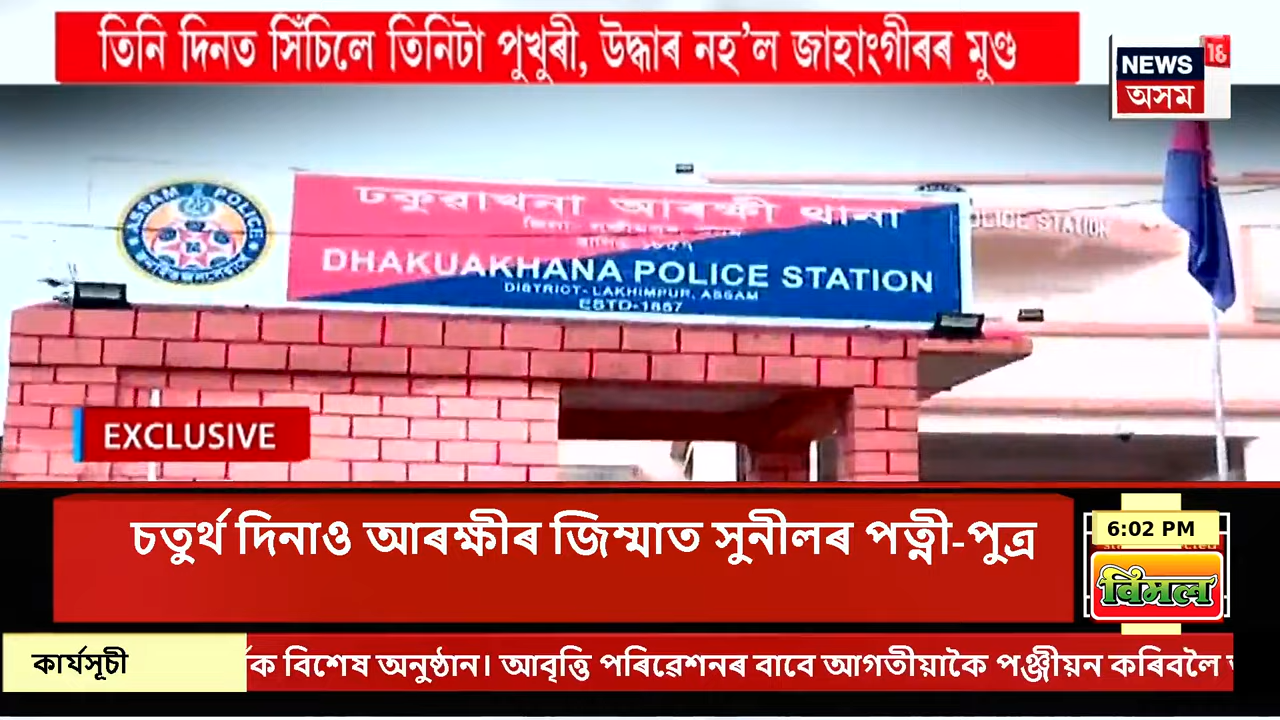 তিনি দিনত সিঁচিলে তিনিটা পুখুৰী, উদ্ধাৰ নহ'ল জাহাংগীৰৰ মুণ্ড
NEWS 18
অসম
ASSAM POLICE
ঢকুৱাখনা আৰক্ষী থানা
DHAKUAKHANA POLICE STATION
DISTRICT- LAKHIMPUR, ASSAM
ESTD-1857
POLICE STATION
EXCLUSIVE
চতুৰ্থ দিনাও আৰক্ষীৰ জিম্মাত সুনীলৰ পত্নী-পুত্ৰ
6:02 PM
বিমল
কাৰ্যসূচী
বিশেষ অনুষ্ঠান। আবৃত্তি পৰিৱেশনৰ বাবে আগতীয়াকৈ পঞ্জীয়ন কৰিবলৈ